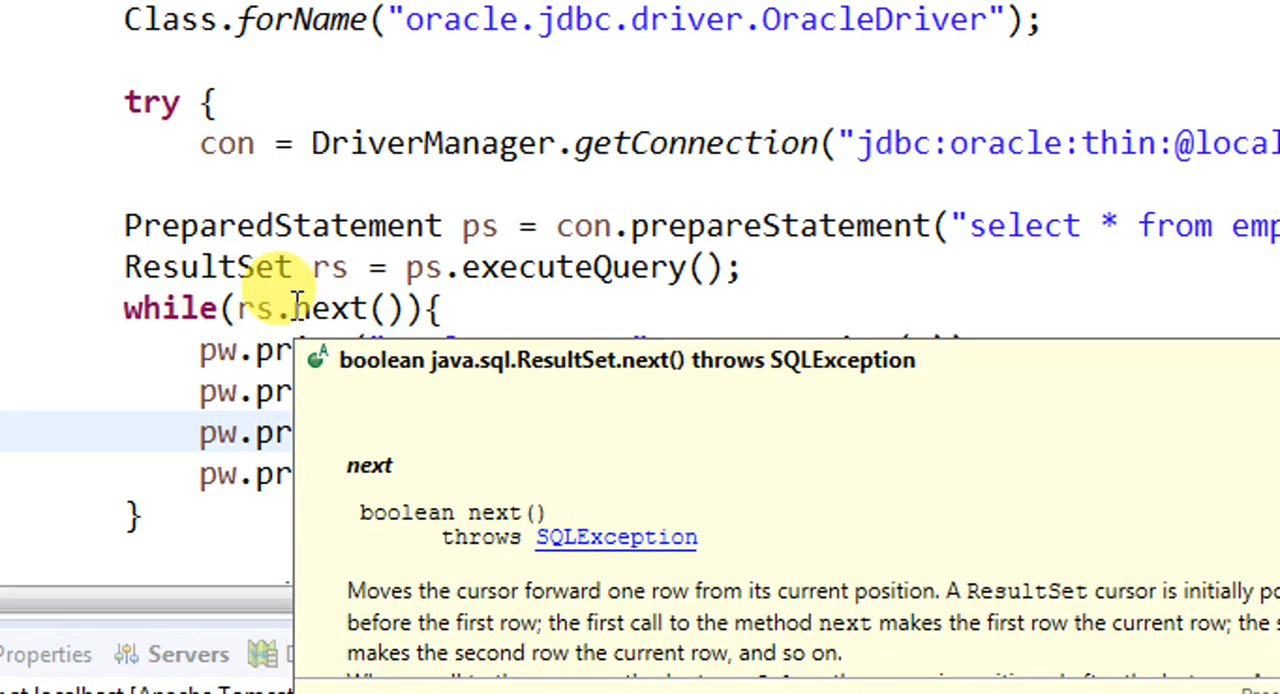 Class.forName("oracle.jdbc.driver.OracleDriver");
try {
con = DriverManager.getConnection("jdbc:oracle:thin:@local
PreparedStatement ps = con.prepareStatement("select * from emp
ResultSet rs = ps.executeQuery();
while(rs.next()){
pw.pr
boolean java.sql.ResultSet.next() throws SQLException
pw.pr
pw.pr
next
pw.pr
boolean next()
}
throws SQLException
Moves the cursor forward one row from its current position. A ResultSet cursor is initially po
before the first row; the first call to the method next makes the first row the current row; the s
makes the second row the current row, and so on.
Properties Servers